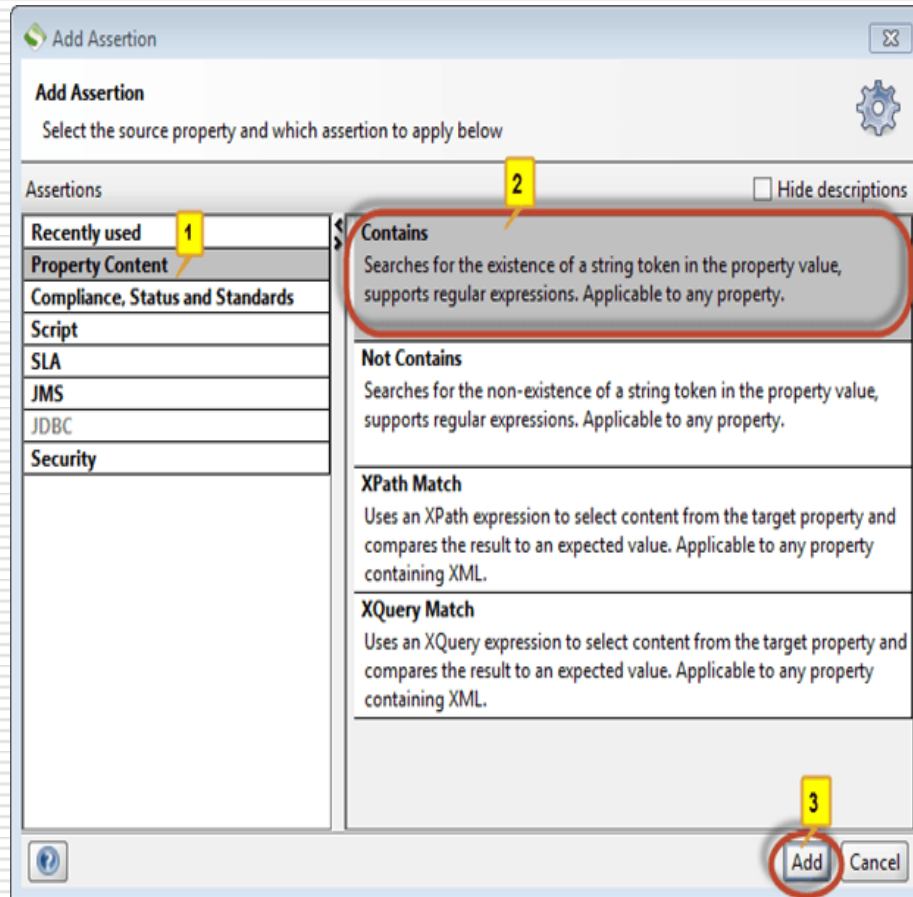 Add Assertion
Add Assertion
Select the source property and which assertion to apply below
Assertions
2
Hide descriptions
Recently used
1
Property Content
Compliance, Status and Standards
Script
SLA
JMS
JDBC
Security
Contains
Searches for the existence of a string token in the property value,
supports regular expressions. Applicable to any property.
Not Contains
Searches for the non-existence of a string token in the property value,
supports regular expressions. Applicable to any property.
XPath Match
Uses an XPath expression to select content from the target property and
compares the result to an expected value. Applicable to any property
containing XML.
XQuery Match
Uses an XQuery expression to select content from the target property and
compares the result to an expected value. Applicable to any property
containing XML.
3
?
Add
Cancel